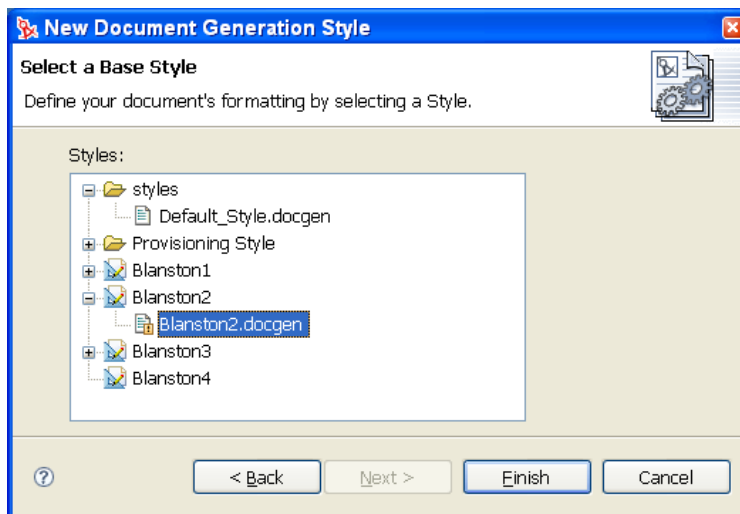 New Document Generation Style
Select a Base Style
Define your document's formatting by selecting a Style.
Styles:
styles
Default_Style.docgen
Provisioning Style
Blanston1
Blanston2
Blanston2.docgen
Blanston3
Blanston4
< Back
Next >
Finish
Cancel